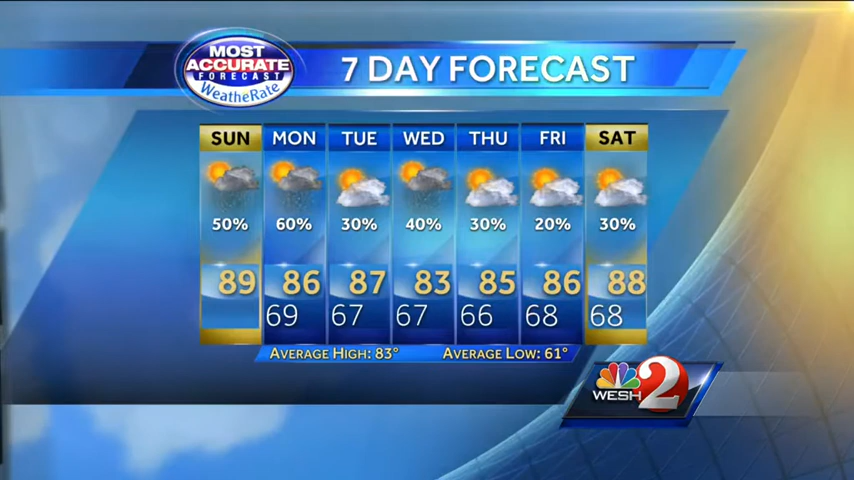 MOST
ACCURATE
FORECAST
WeatheRate
7 DAY FORECAST
SUN MON TUE WED THU FRI SAT
50% 60% 30% 40% 30% 20% 30%
89 86 87 83 85 86 88
69 67 67 66 68 68
AVERAGE HIGH: 83° AVERAGE LOW: 61°
WESH 2